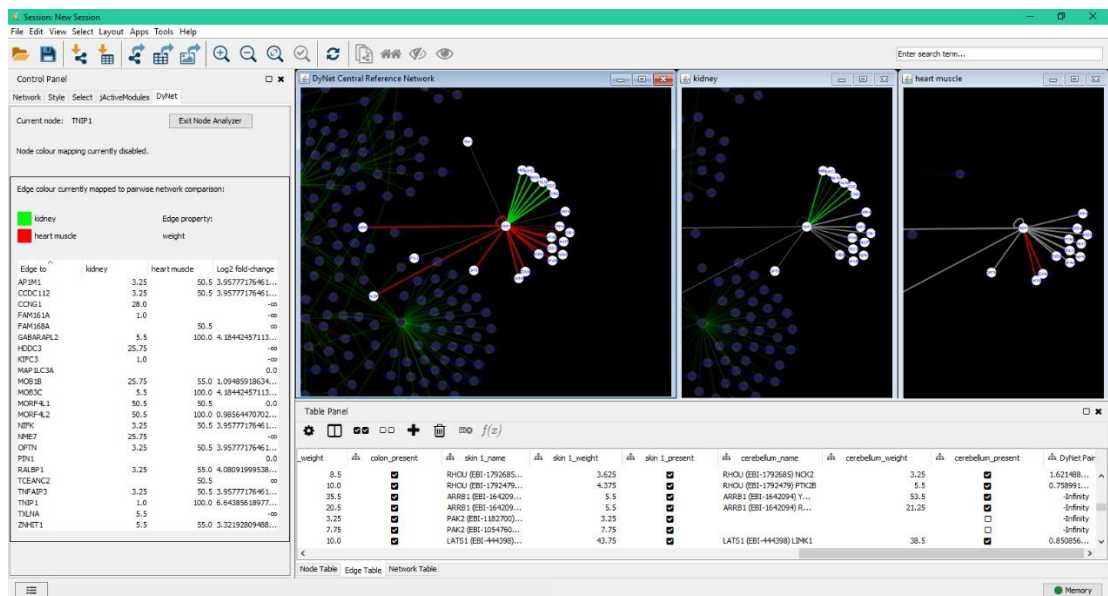 Session: New Session
File Edit View Select Layout Apps Tools Help
Enter search term...
Control Panel
Network Style Select jActiveModules DyNet
Current node: TNIP1 Exit Node Analyzer
Node colour mapping currently disabled.
Edge colour currently mapped to pairwise network comparison:
kidney Edge property:
heart muscle weight
Edge to kidney heart muscle Log2 fold-change
AP1M1 3.25 50.5 3.95777176461...
CCDC112 3.25 50.5 3.95777176461...
CCNG1 28.0 -∞
FAM161A 1.0 -∞
FAM168A 50.5 ∞
GABARAPL2 5.5 100.0 4.18442457113...
HDDC3 25.75 -∞
KIFC3 1.0 -∞
MAP1LC3A 0.0
MOB1B 25.75 55.0 1.09485918634...
MOB3C 5.5 100.0 4.18442457113...
MORF4L1 50.5 50.5 0.0
MORF4L2 50.5 100.0 0.98564470702...
NIFK 3.25 50.5 3.95777176461...
NME7 25.75 -∞
OPTN 3.25 50.5 3.95777176461...
PIN1 0.0
RALBP1 3.25 55.0 4.08091999538...
TCEANC2 50.5 ∞
TNFAIP3 3.25 50.5 3.95777176461...
TNIP1 1.0 100.0 6.64385618977...
TXLNA 5.5 -∞
ZNHIT1 5.5 55.0 3.32192809488...
DyNet Central Reference Network
kidney
heart muscle
Table Panel
f(x)
_weight colon_present skin 1_name skin 1_weight skin 1_present cerebellum_name cerebellum_weight cerebellum_present DyNet Pair
8.5 RHOU (EBI-1792685... 3.625 RHOU (EBI-1792685) NCK2 3.25 1.621488...
10.0 RHOU (EBI-1792479... 4.375 RHOU (EBI-1792479) PTK2B 5.5 0.758991...
35.5 ARRB1 (EBI-164209... 5.5 ARRB1 (EBI-1642094) Y... 53.5 -Infinity
20.5 ARRB1 (EBI-164209... 5.5 ARRB1 (EBI-1642094) R... 21.25 -Infinity
3.25 PAK2 (EBI-1182700)... 3.25 -Infinity
7.75 PAK2 (EBI-1054760... 7.75 -Infinity
10.0 LATS1 (EBI-444398)... 43.75 LATS1 (EBI-444398) LIMK1 38.5 0.850856...
Node Table Edge Table Network Table
Memory